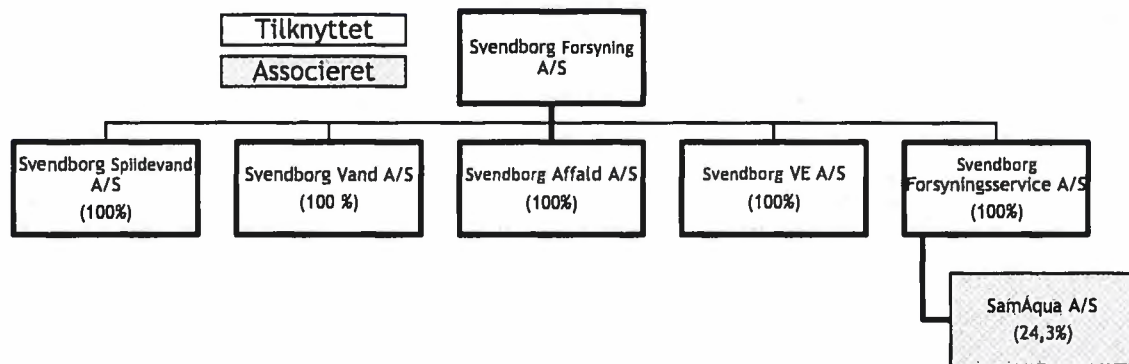 Tilknyttet
Associeret
Svendborg Forsyning
A/S
Svendborg Spildevand
A/S
(100%)
Svendborg Vand A/S
(100 %)
Svendborg Affald A/S
(100%)
Svendborg VE A/S
(100%)
Svendborg
Forsyningsservice A/S
(100%)
SamAqua A/S
(24,3%)